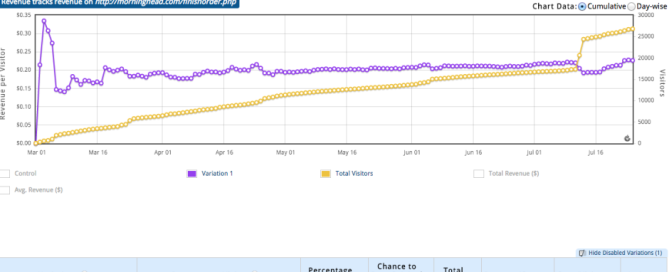 Revenue tracks revenue on http://morninghead.com/finishorder.php
Chart Data: Cumulative Day-wise
$0.35
30000
$0.30
25000
$0.25
20000
$0.20
15000
$0.15
10000
$0.10
5000
$0.05
0
$0.00
Revenue per Visitor
Visitors
Mar 01
Mar 16
Apr 01
Apr 16
May 01
May 16
Jun 01
Jun 16
Jul 01
Jul 16
Control
Variation 1
Total Visitors
Total Revenue ($)
Avg. Revenue ($)
Hide Disabled Variations (1)
Percentage
Chance to
Total